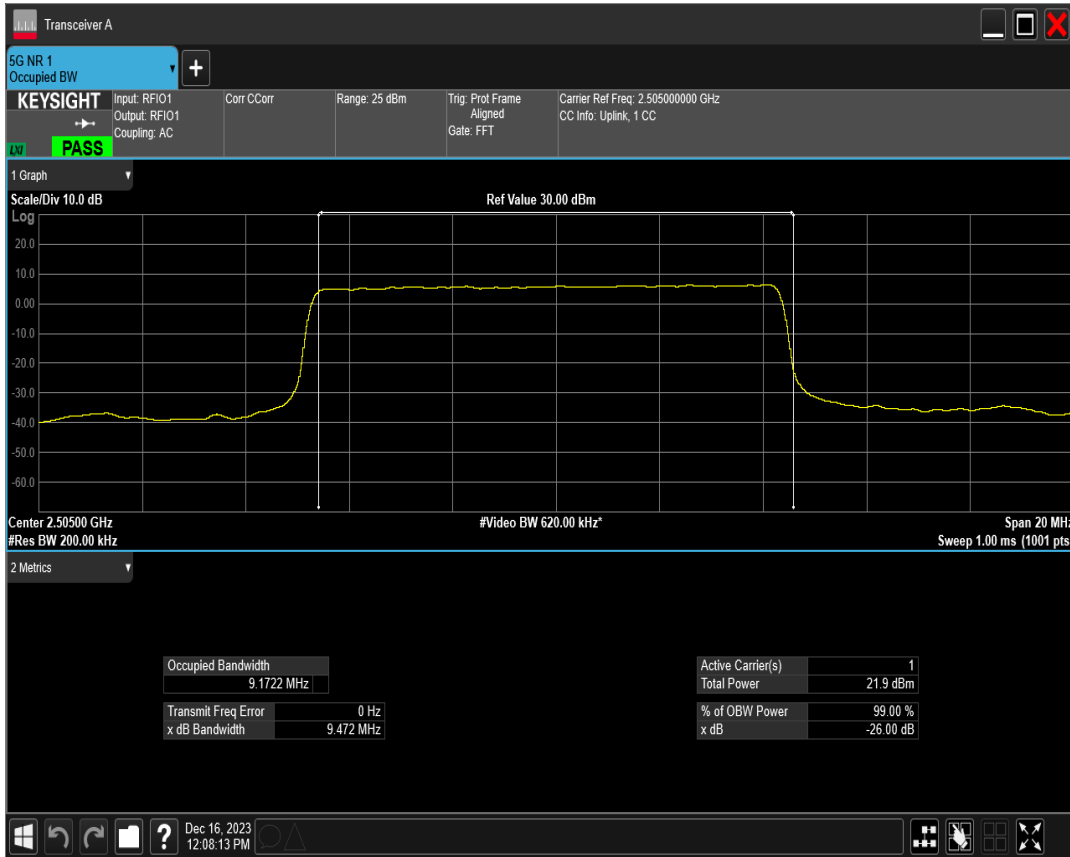 Transceiver A
5G NR 1
Occupied BW
+
KEYSIGHT
LXI
PASS
Input: RFIO1
Output: RFIO1
Coupling: AC
Corr CCorr
Range: 25 dBm
Trig: Prot Frame
Aligned
Gate: FFT
Carrier Ref Freq: 2.505000000 GHz
CC Info: Uplink, 1 CC
1 Graph
Scale/Div 10.0 dB
Ref Value 30.00 dBm
Log
20.0
10.0
0.00
-10.0
-20.0
-30.0
-40.0
-50.0
-60.0
Center 2.50500 GHz
#Video BW 620.00 kHz*
Span 20 MHz
#Res BW 200.00 kHz
Sweep 1.00 ms (1001 pts
2 Metrics
Occupied Bandwidth
9.1722 MHz
Transmit Freq Error 0 Hz
x dB Bandwidth 9.472 MHz
Active Carrier(s) 1
Total Power 21.9 dBm
% of OBW Power 99.00 %
x dB -26.00 dB
?
Dec 16, 2023
12:08:13 PM